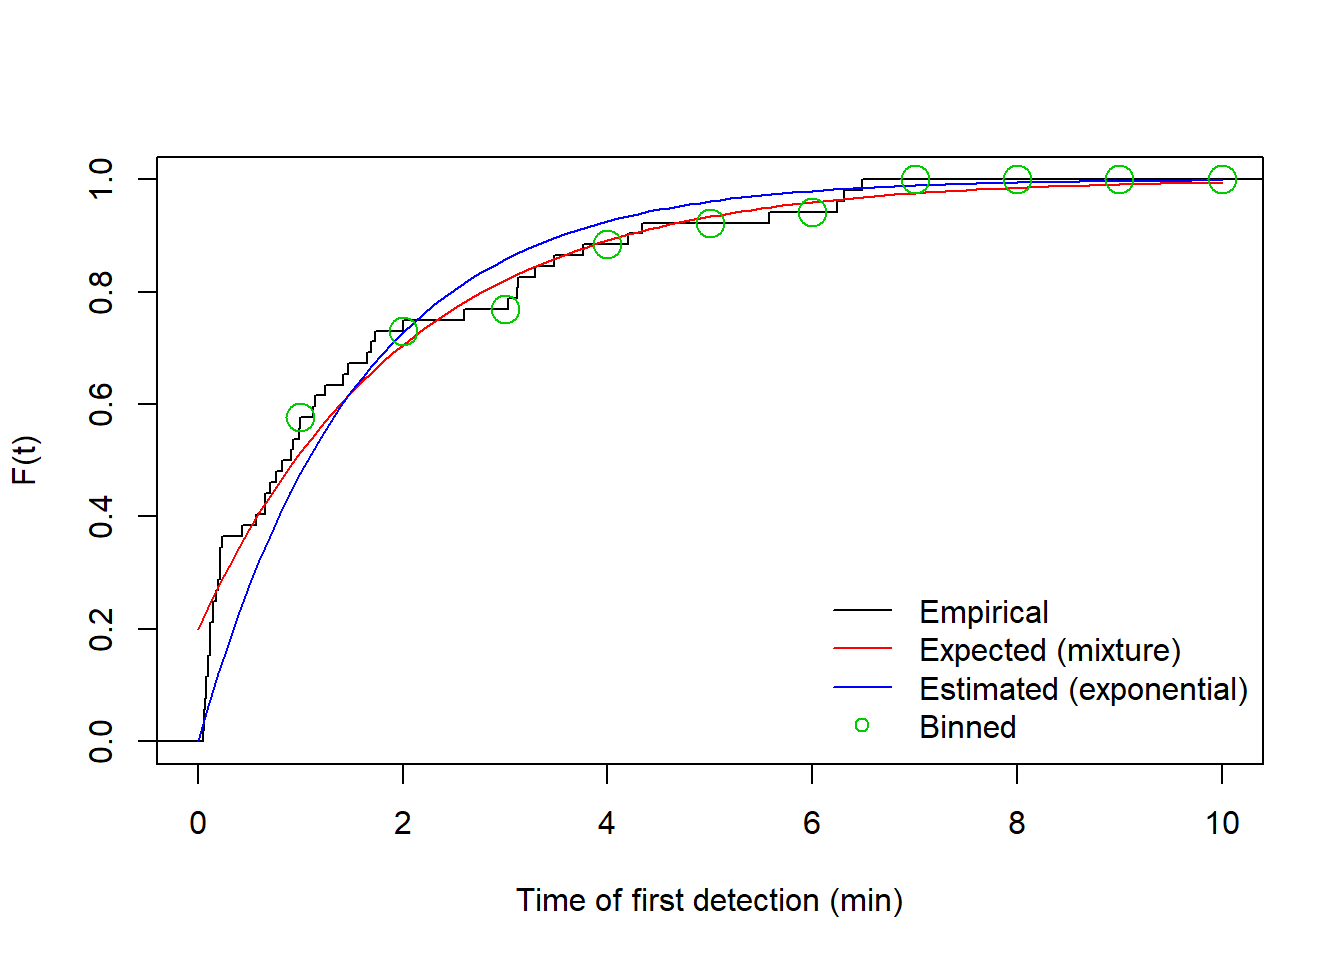 1.0
0.8
0.6
0.4
0.2
0.0
F(t)
Empirical
Expected (mixture)
Estimated (exponential)
Binned
0 2 4 6 8 10
Time of first detection (min)